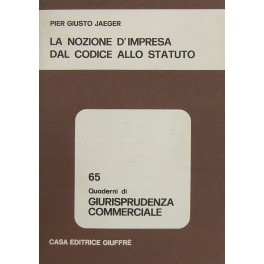 PIER GIUSTO JAEGER
LA NOZIONE D'IMPRESA
DAL CODICE ALLO STATUTO
65
Quaderni di
GIURISPRUDENZA
COMMERCIALE
CASA EDITRICE GIUFFRÈ